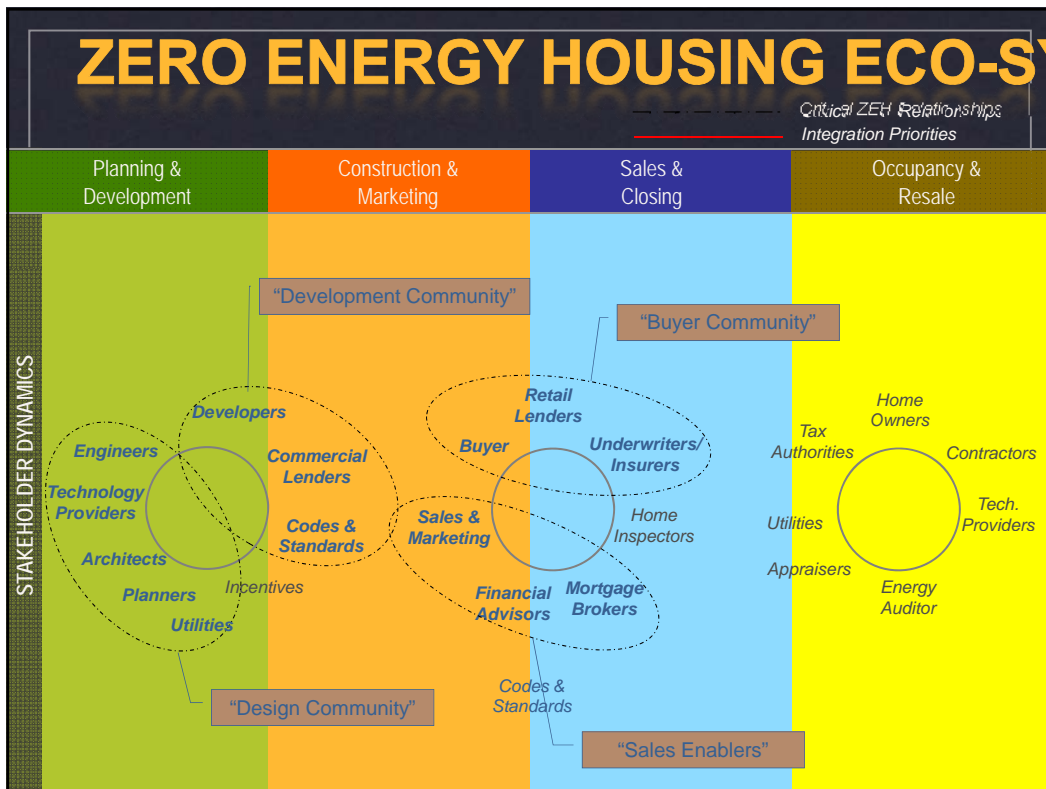 ZERO ENERGY HOUSING ECO-SY
Critical ZEH Relationships
Integration Priorities
Planning &
Development
Construction &
Marketing
Sales &
Closing
Occupancy &
Resale
STAKEHOLDER DYNAMICS
“Development Community”
“Buyer Community”
Developers
Engineers
Commercial
Lenders
Technology
Providers
Codes &
Standards
Architects
Incentives
Planners
Utilities
“Design Community”
Retail
Lenders
Buyer
Underwriters/
Insurers
Sales &
Marketing
Home
Inspectors
Financial
Advisors
Mortgage
Brokers
Codes &
Standards
“Sales Enablers”
Home
Owners
Tax
Authorities
Contractors
Tech.
Providers
Utilities
Appraisers
Energy
Auditor